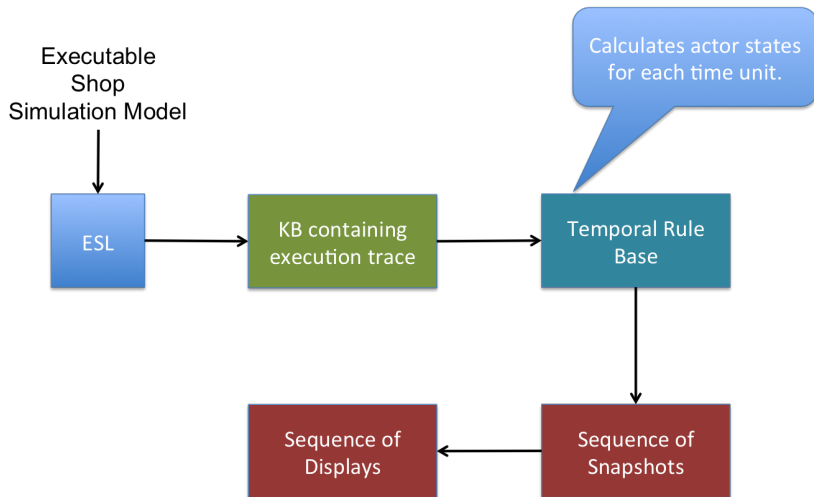 Executable
Shop
Simulation Model
Calculates actor states
for each time unit.
ESL
KB containing
execution trace
Temporal Rule
Base
Sequence of
Displays
Sequence of
Snapshots